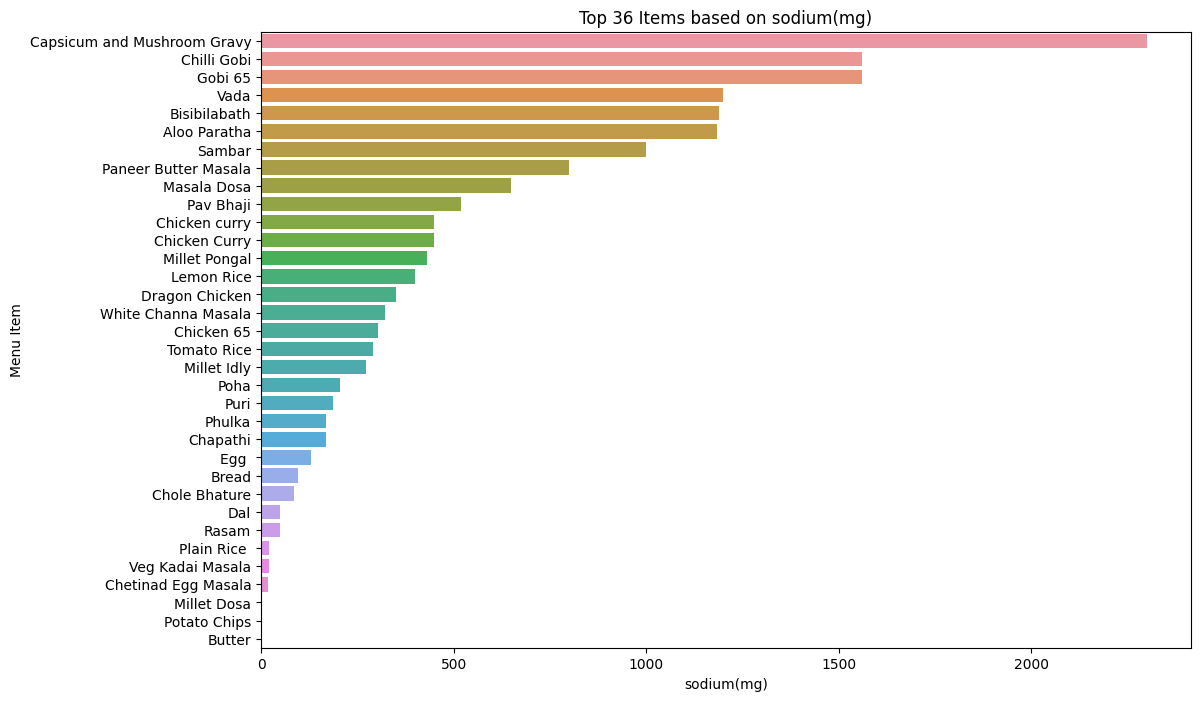 Top 36 Items based on sodium(mg)
Menu Item
Capsicum and Mushroom Gravy
Chilli Gobi
Gobi 65
Vada
Bisibilabath
Aloo Paratha
Sambar
Paneer Butter Masala
Masala Dosa
Pav Bhaji
Chicken curry
Chicken Curry
Millet Pongal
Lemon Rice
Dragon Chicken
White Channa Masala
Chicken 65
Tomato Rice
Millet Idly
Poha
Puri
Phulka
Chapathi
Egg
Bread
Chole Bhature
Dal
Rasam
Plain Rice
Veg Kadai Masala
Chetinad Egg Masala
Millet Dosa
Potato Chips
Butter
0 500 1000 1500 2000
sodium(mg)